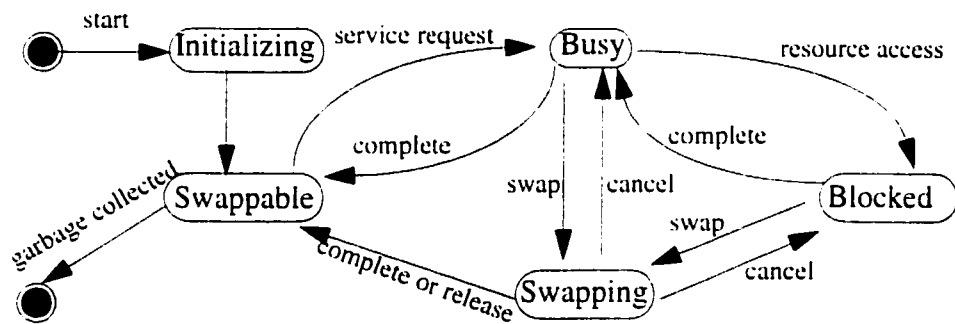 start
Initializing
service request
Busy
resource access
complete
complete
garbage collected
Swappable
swap
cancel
Blocked
swap
complete or release
Swapping
cancel